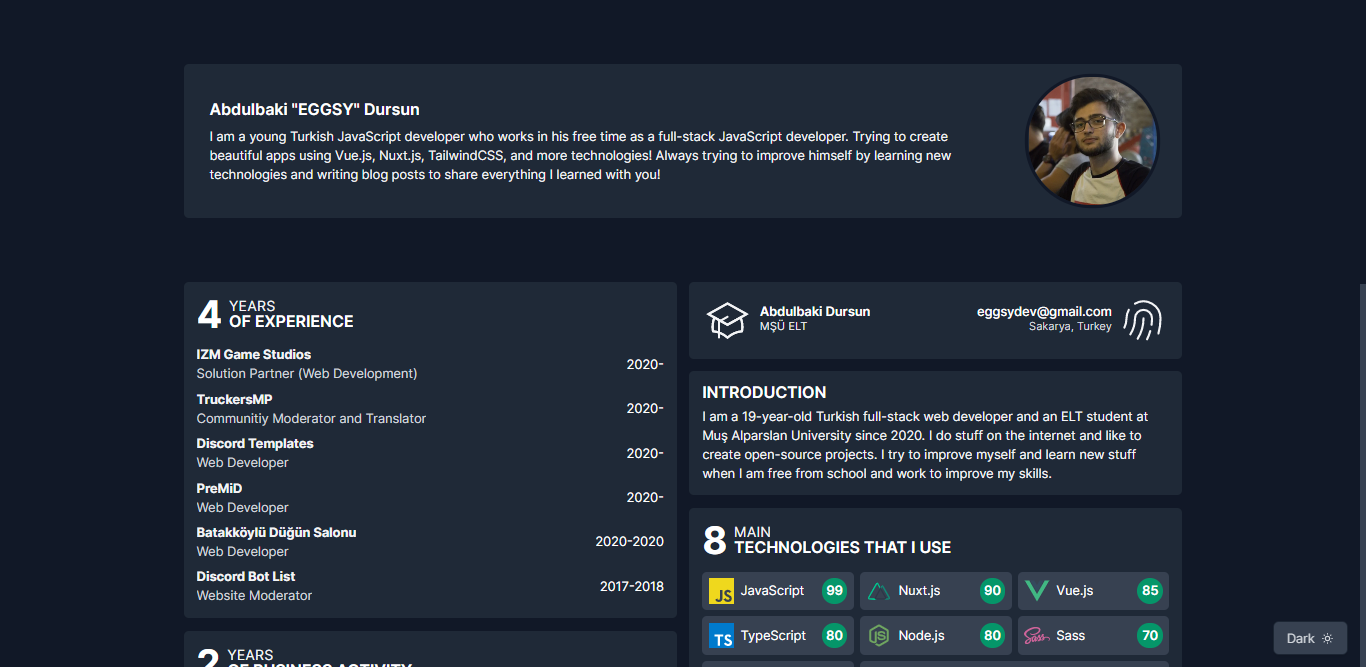 Abdulbaki "EGGSY" Dursun
I am a young Turkish JavaScript developer who works in his free time as a full-stack JavaScript developer. Trying to create
beautiful apps using Vue.js, Nuxt.js, TailwindCSS, and more technologies! Always trying to improve himself by learning new
technologies and writing blog posts to share everything I learned with you!
4 YEARS
OF EXPERIENCE
IZM Game Studios
Solution Partner (Web Development)
2020-
TruckersMP
Communitiy Moderator and Translator
2020-
Discord Templates
Web Developer
2020-
PreMiD
Web Developer
2020-
Batakköylü Düğün Salonu
Web Developer
2020-2020
Discord Bot List
Website Moderator
2017-2018
2 YEARS
OF BUSINESS ACTIVITY
Abdulbaki Dursun
MŞÜ ELT
eggsydev@gmail.com
Sakarya, Turkey
INTRODUCTION
I am a 19-year-old Turkish full-stack web developer and an ELT student at
Muş Alparslan University since 2020. I do stuff on the internet and like to
create open-source projects. I try to improve myself and learn new stuff
when I am free from school and work to improve my skills.
8 MAIN
TECHNOLOGIES THAT I USE
JS JavaScript 99
Nuxt.js 90
Vue.js 85
TS TypeScript 80
JS Node.js 80
Sass Sass 70
Dark